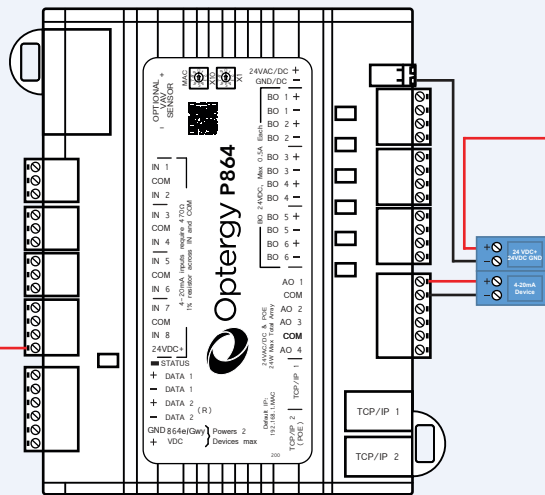 OPTIONAL
VAV
SENSOR
+
−
MAC
X10
X1
24VAC/DC +
GND/DC −
BO 1 +
BO 1 −
BO 2 +
BO 2 −
BO 3 +
BO 3 −
BO 4 +
BO 4 −
BO 5 +
BO 5 −
BO 6 +
BO 6 −
BO 24VDC, Max 0.5A Each
IN 1
COM
IN 2
IN 3
COM
IN 4
IN 5
COM
IN 6
IN 7
COM
IN 8
24VDC+
4-20mA inputs require 470Ω
1% resistor across IN and COM
Optergy P864
AO 1
COM
AO 2
AO 3
COM
AO 4
24VAC/DC & POE
24W Max Total Array
STATUS
+ DATA 1
− DATA 1
+ DATA 2
− DATA 2
(R)
GND 864e/Gwy } Powers 2
+ VDC Devices max
Default IP:
192.168.1.MAC
TCP/IP 1
TCP/IP 2
(POE)
200
TCP/IP 1
TCP/IP 2
+
−
24 VDC+
24VDC GND
+
−
4-20mA
Device